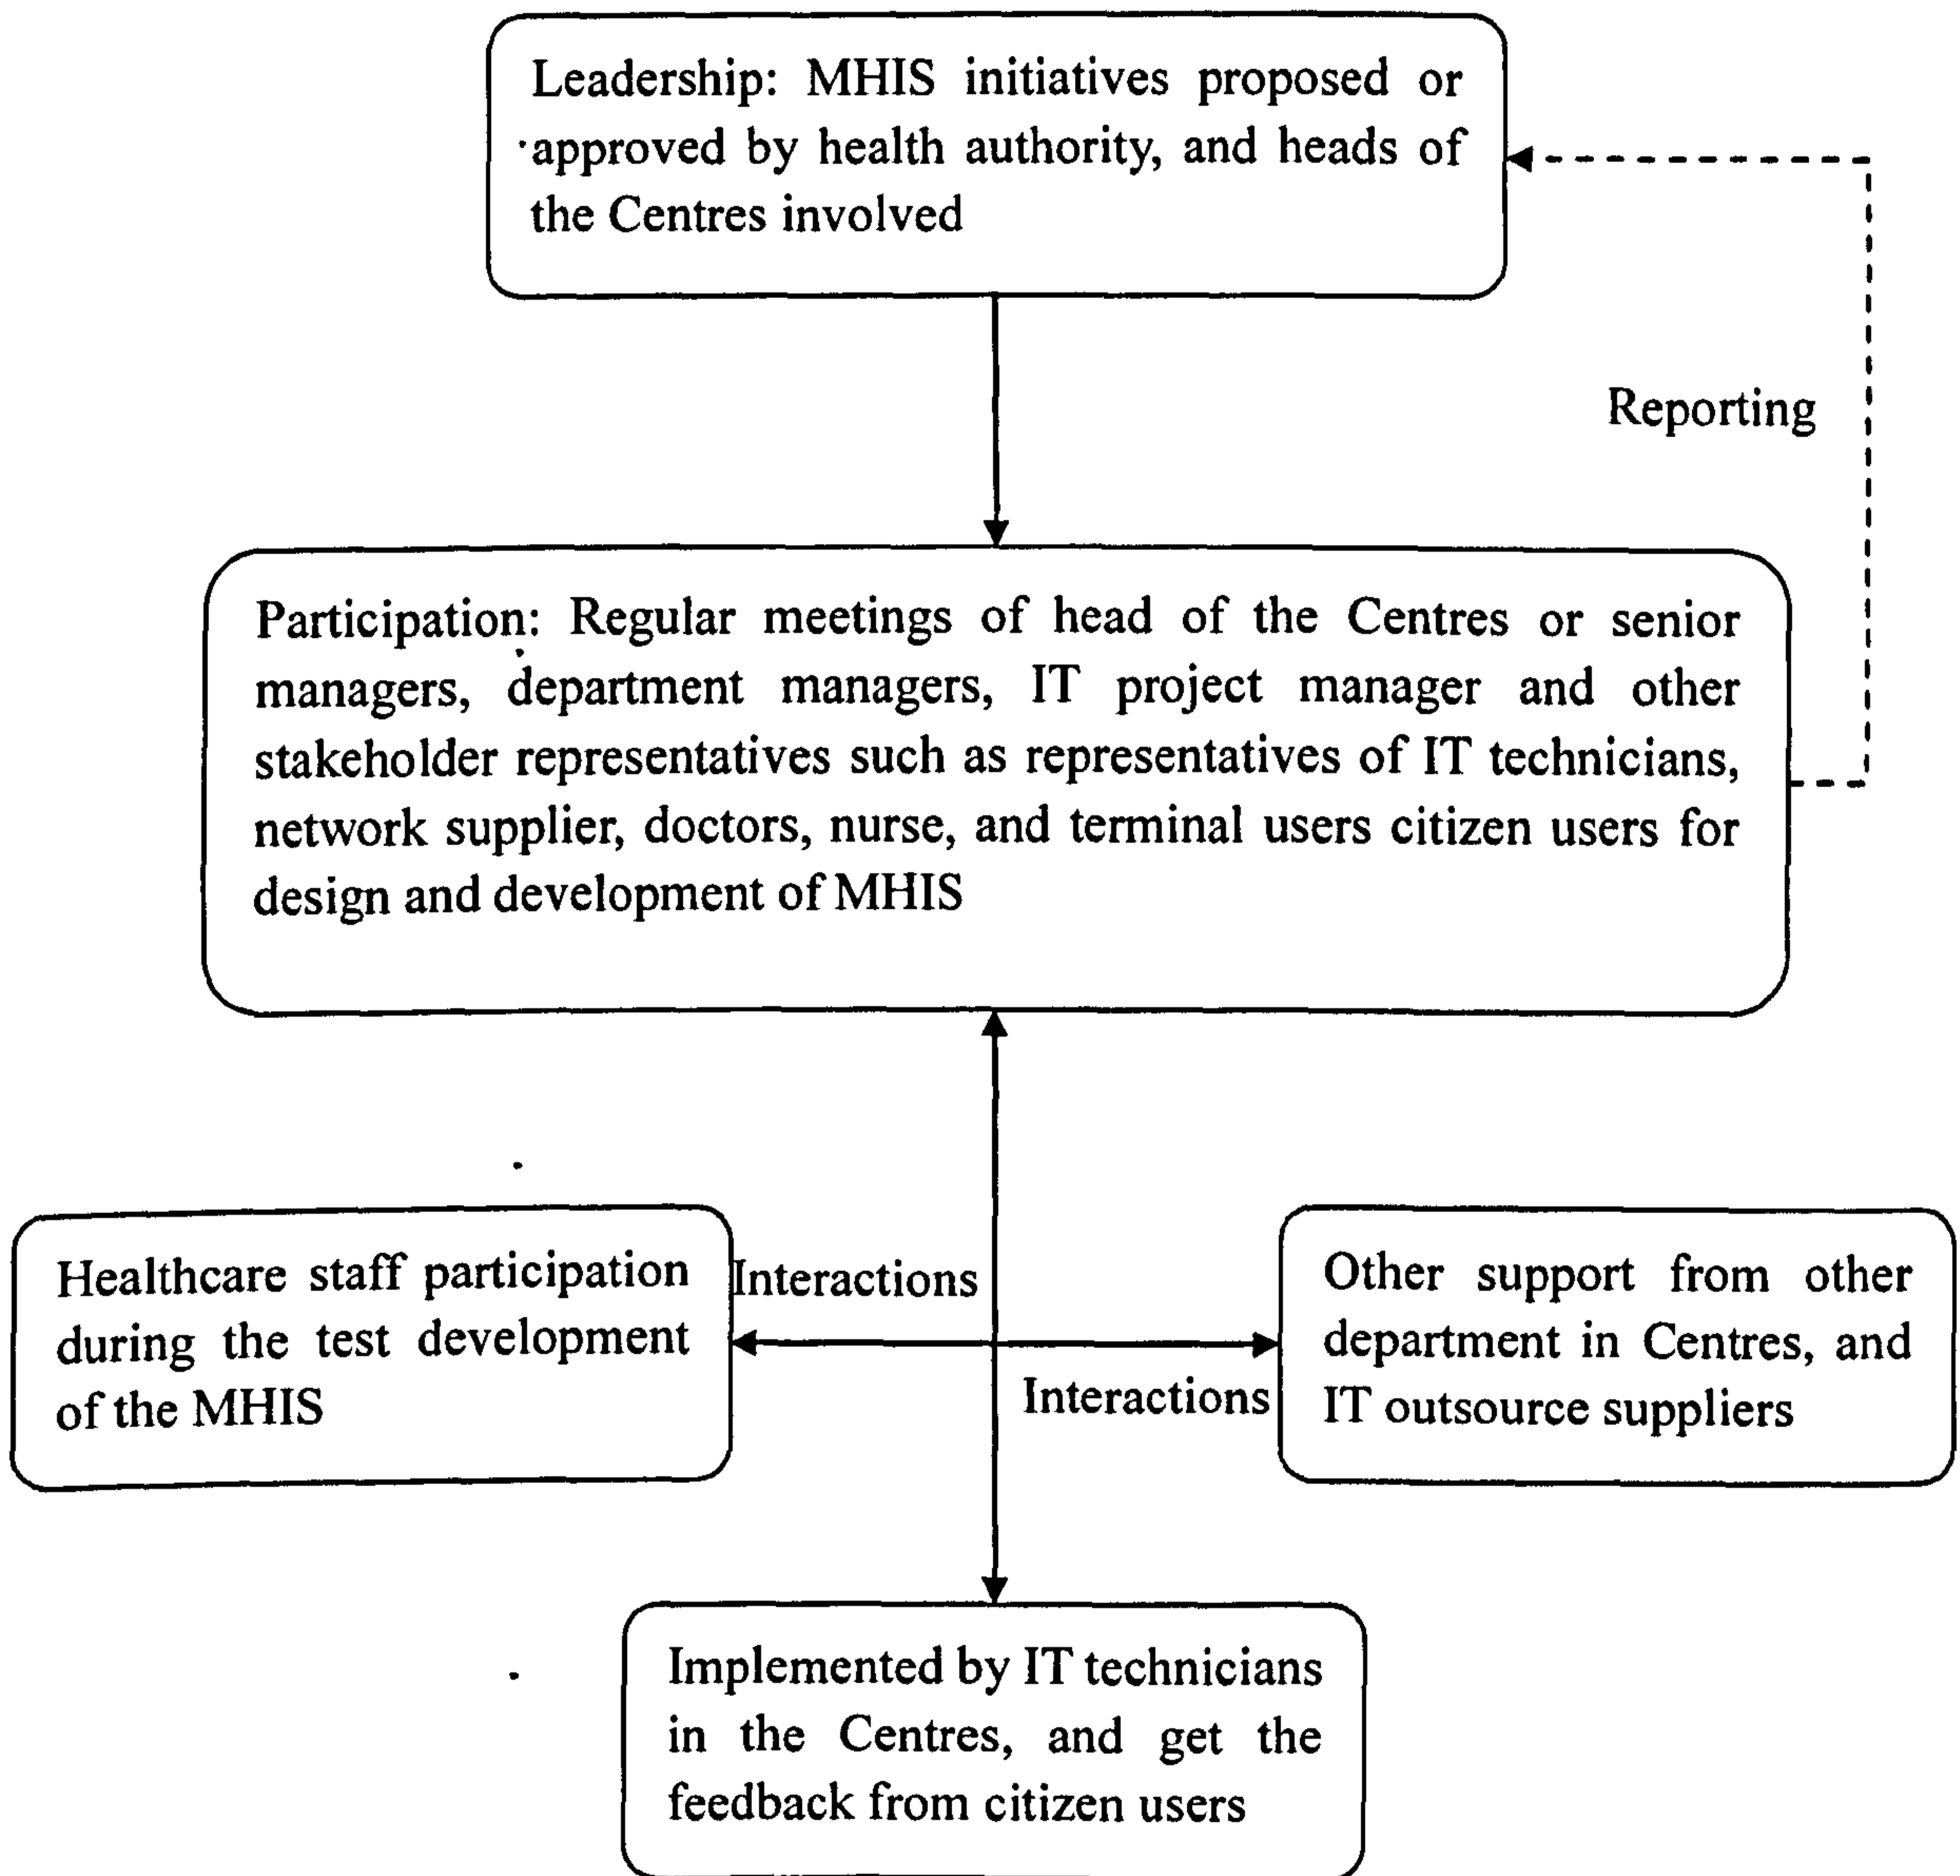 Leadership: MHIS initiatives proposed or
approved by health authority, and heads of
the Centres involved
Reporting
Participation: Regular meetings of head of the Centres or senior
managers, department managers, IT project manager and other
stakeholder representatives such as representatives of IT technicians,
network supplier, doctors, nurse, and terminal users citizen users for
design and development of MHIS
Healthcare staff participation
during the test development
of the MHIS
Interactions
Interactions
Other support from other
department in Centres, and
IT outsource suppliers
Implemented by IT technicians
in the Centres, and get the
feedback from citizen users